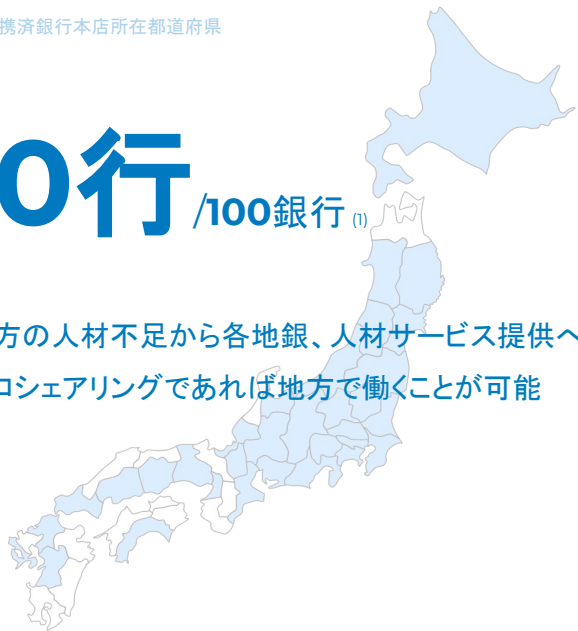 携済銀行本店所在都道府県
0行/100銀行(1)
方の人材不足から各地銀、人材サービス提供へ
ロシェアリングであれば地方で働くことが可能